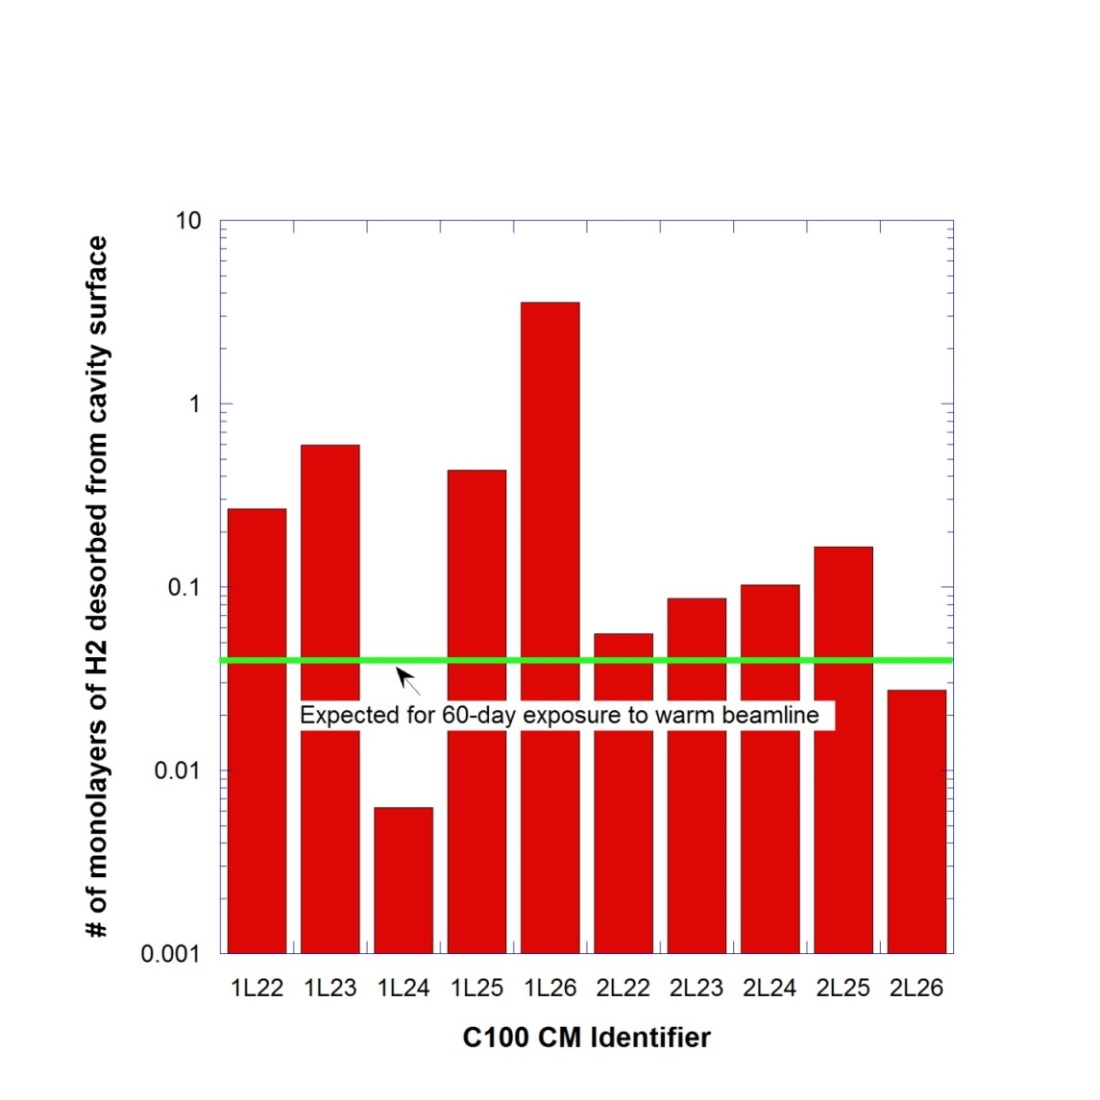 # of monolayers of H2 desorbed from cavity surface
10
1
0.1
0.01
0.001
Expected for 60-day exposure to warm beamline
1L22 1L23 1L24 1L25 1L26 2L22 2L23 2L24 2L25 2L26
C100 CM Identifier